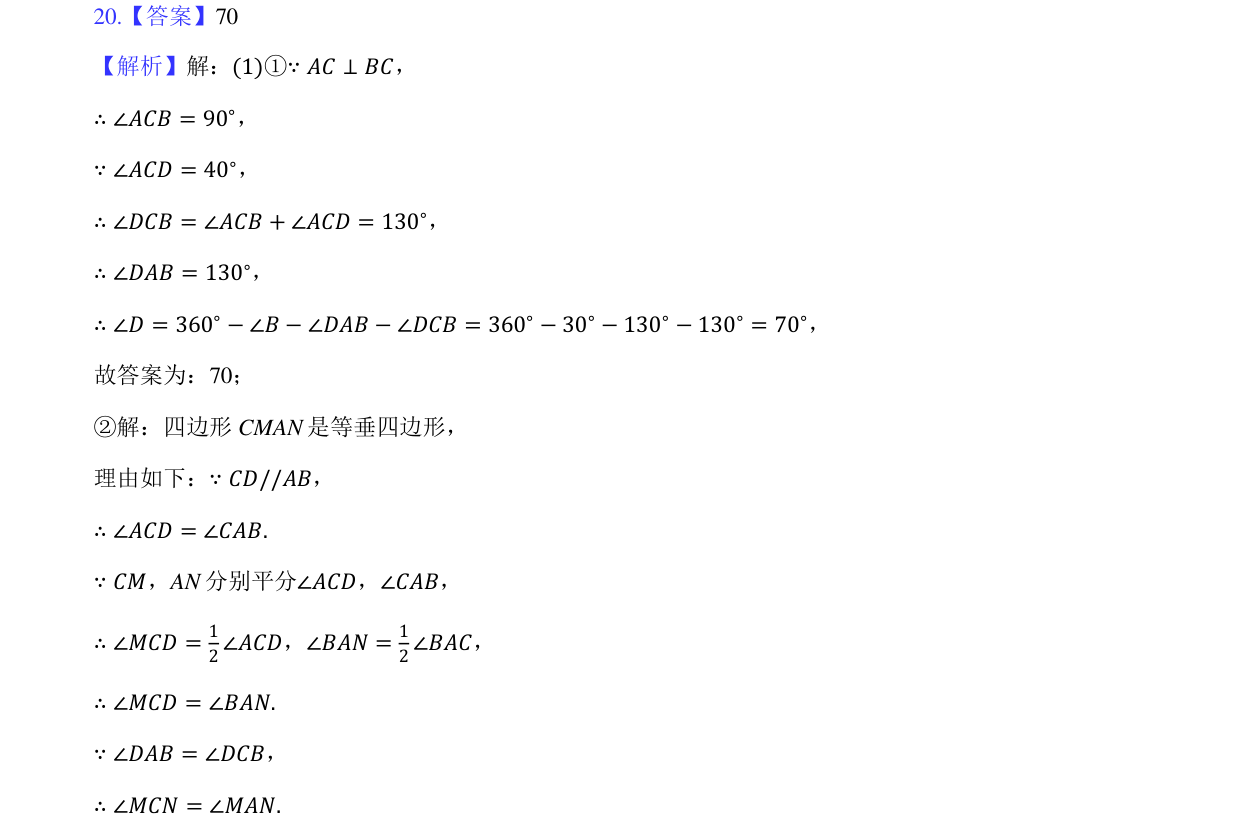 20.【答案】70
【解析】解：(1)①∵ AC ⊥ BC，
∴ ∠ACB = 90°，
∵ ∠ACD = 40°，
∴ ∠DCB = ∠ACB + ∠ACD = 130°，
∴ ∠DAB = 130°，
∴ ∠D = 360° − ∠B − ∠DAB − ∠DCB = 360° − 30° − 130° − 130° = 70°，
故答案为：70；
②解：四边形 CMAN 是等垂四边形，
理由如下：∵ CD//AB，
∴ ∠ACD = ∠CAB.
∵ CM，AN 分别平分∠ACD，∠CAB，
∴ ∠MCD = 1/2 ∠ACD，∠BAN = 1/2 ∠BAC，
∴ ∠MCD = ∠BAN.
∵ ∠DAB = ∠DCB，
∴ ∠MCN = ∠MAN.